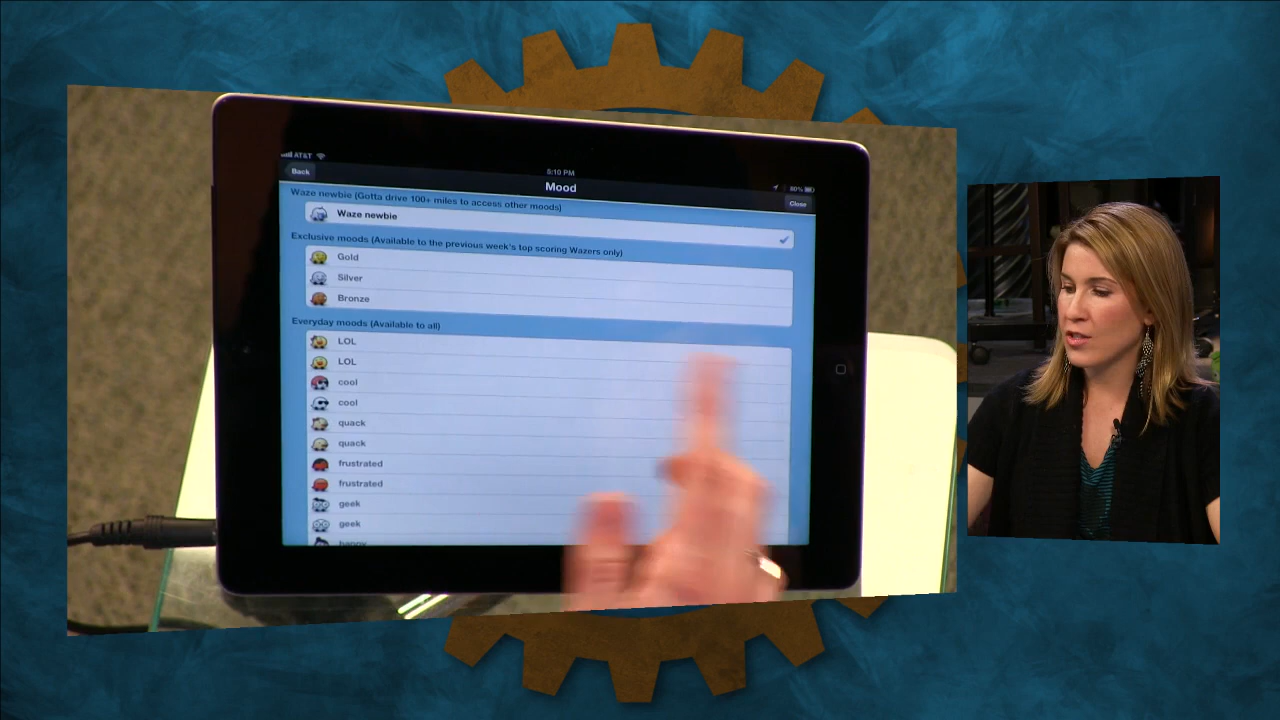 AT&T
8:10 PM
80%
Back
Mood
Close
Waze newbie (Gotta drive 100+ miles to access other moods)
Waze newbie
Exclusive moods (Available to the previous week's top scoring Wazers only)
Gold
Silver
Bronze
Everyday moods (Available to all)
LOL
LOL
cool
cool
quack
quack
frustrated
frustrated
geek
geek
happy